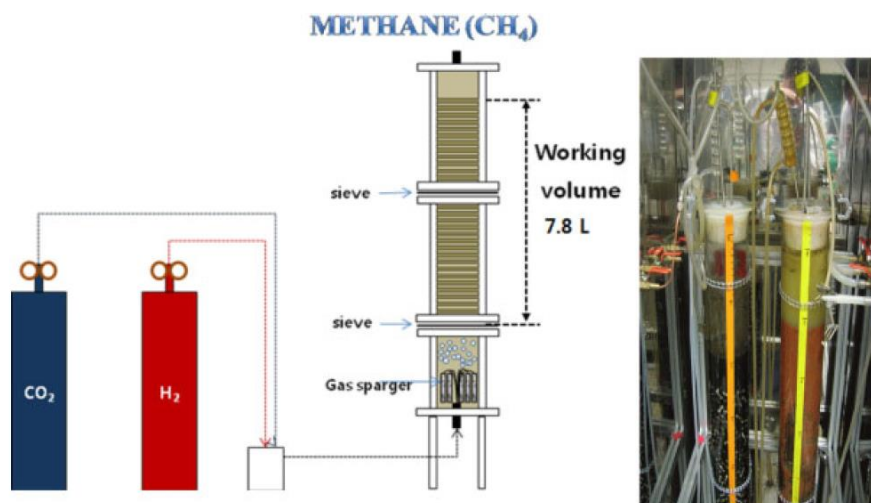 METHANE (CH₄)
Working
volume
7.8 L
sieve
sieve
Gas sparger
CO₂
H₂